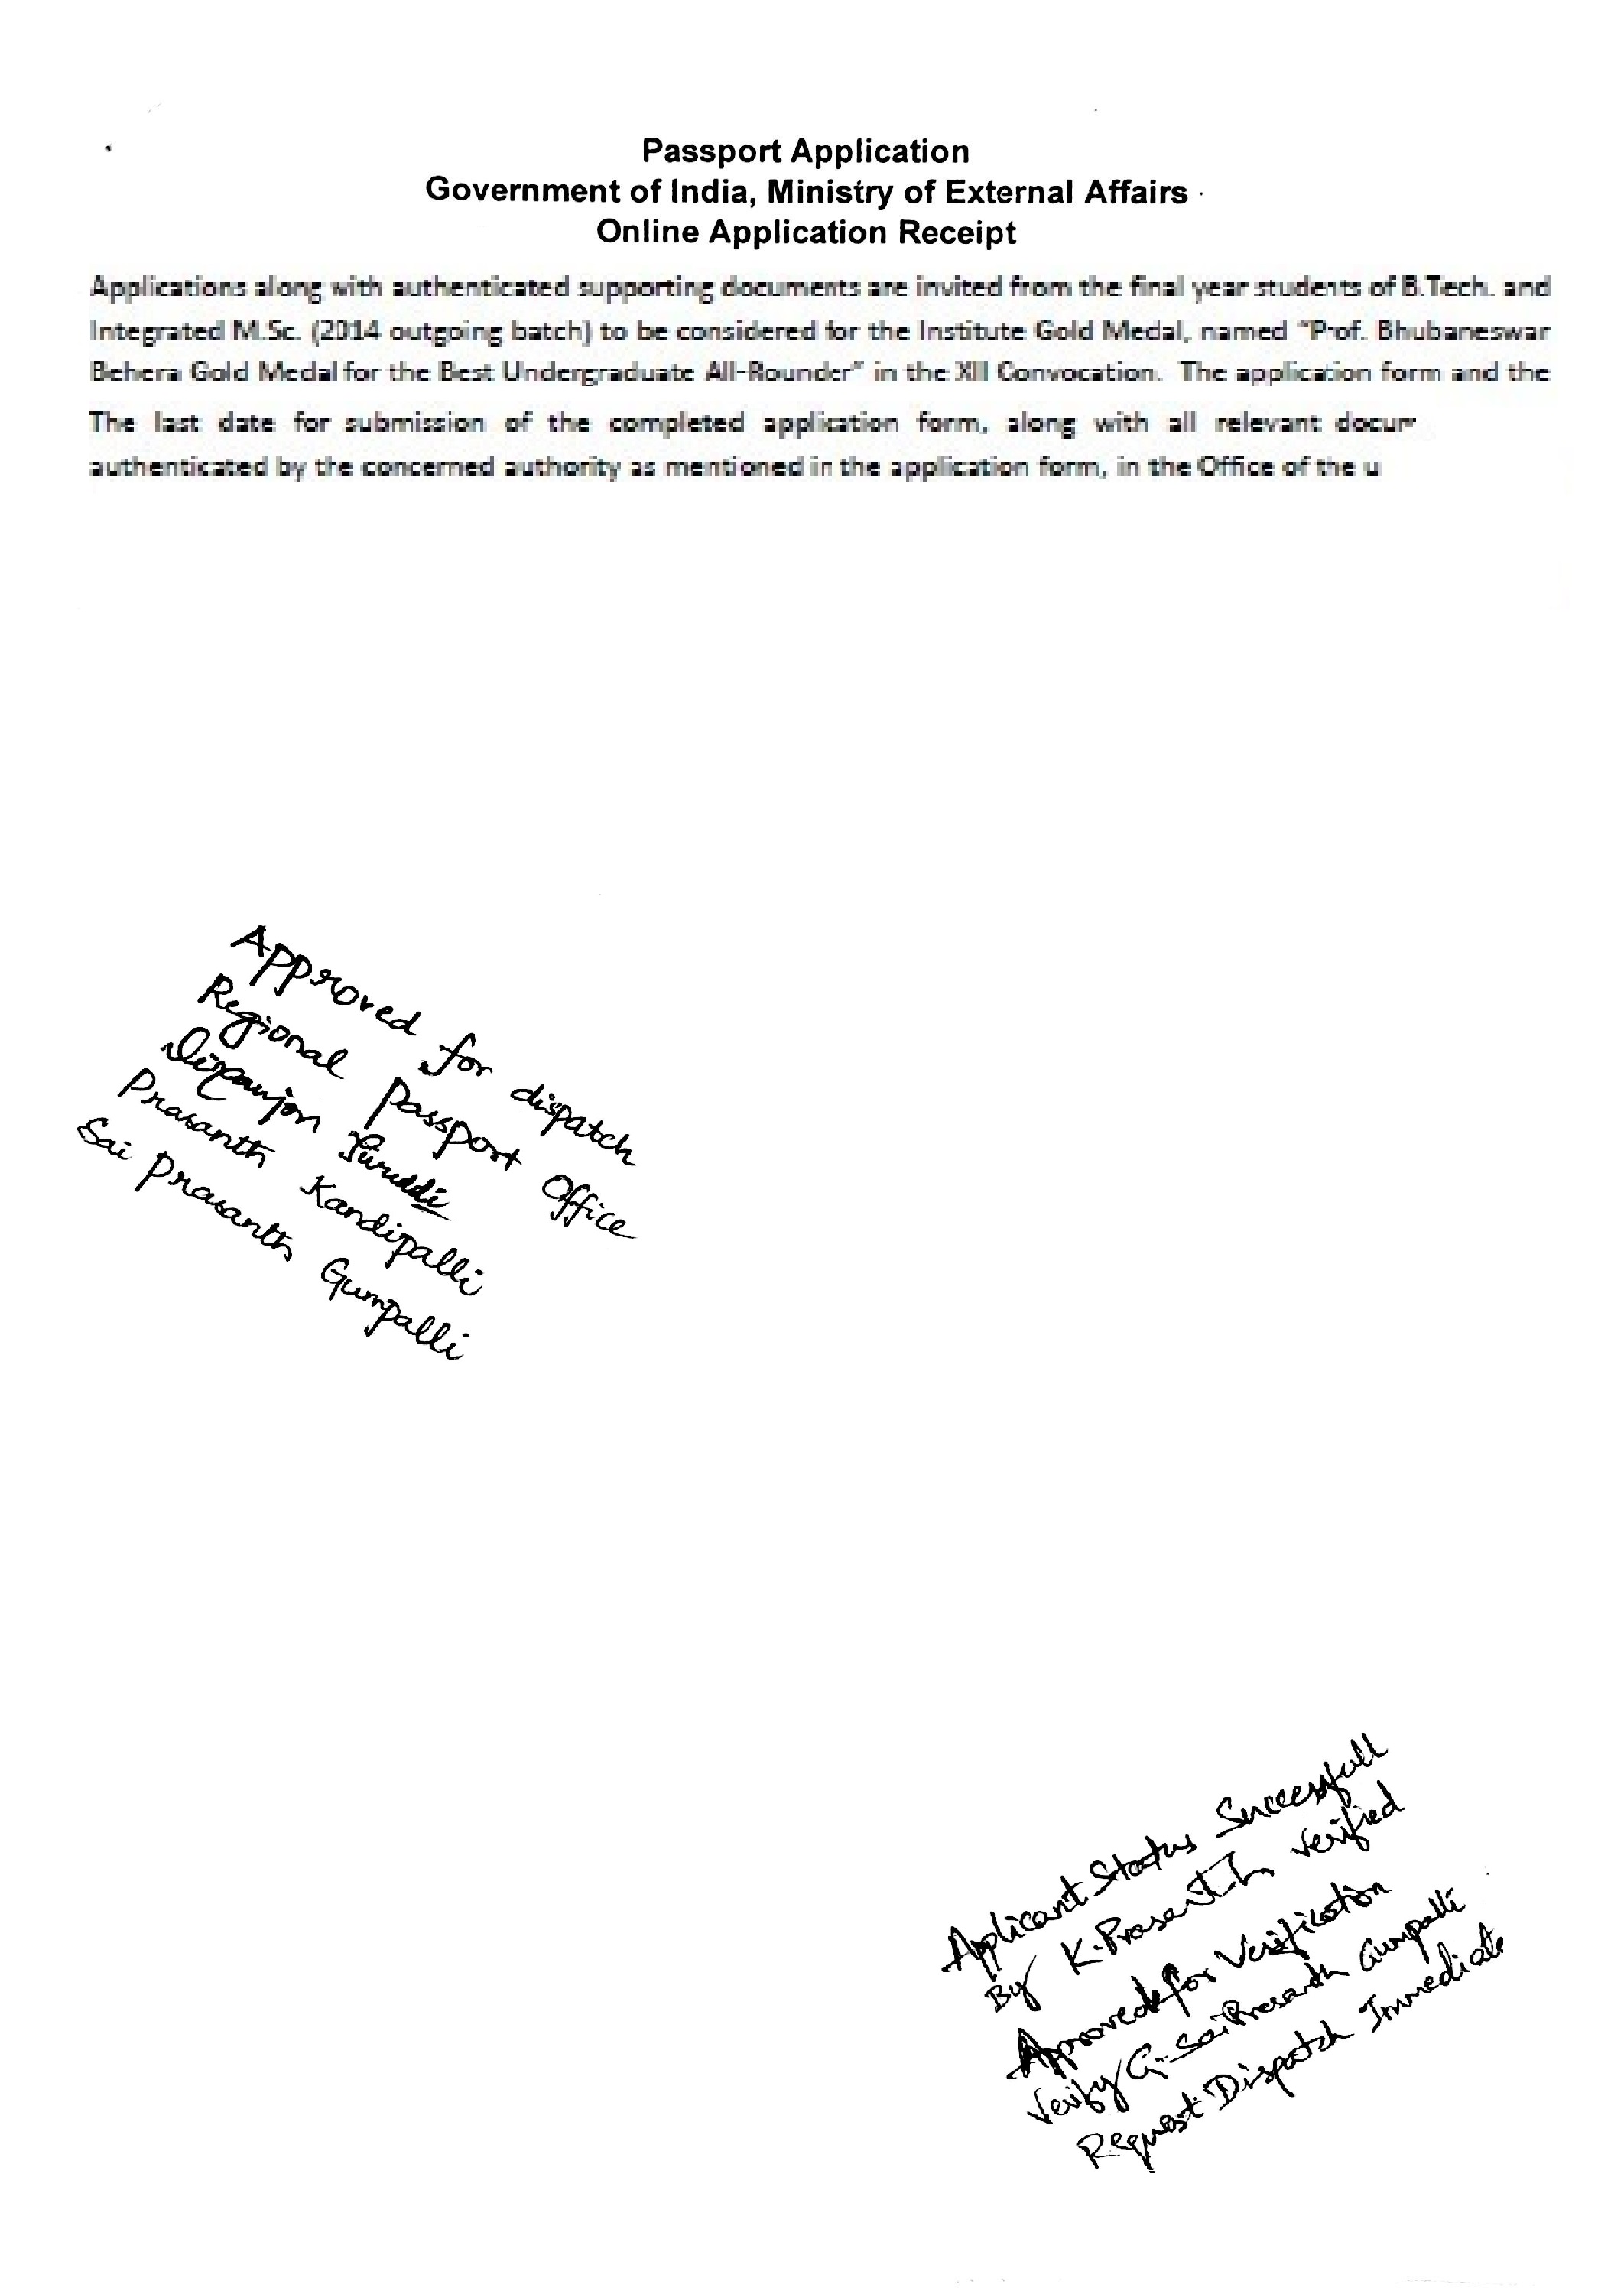 Passport Application
Government of India, Ministry of External Affairs
Online Application Receipt
Applications along with authenticated supporting documents are invited from the final year students of B.Tech. and
Integrated M.Sc. (2014 outgoing batch) to be considered for the Institute Gold Medal, named "Prof. Bhubaneswar
Behera Gold Medal for the Best Undergraduate All-Rounder" in the XII Convocation. The application form and the
The last date for submission of the completed application form, along with all relevant docum
authenticated by the concerned authority as mentioned in the application form, in the Office of the u
Approved for dispatch
Regional Passport Office
Prasanth Kandipalli
Sai Prasanth Gumpalli
Applicant Status Successfull
By K.Prasanth verified
Approved for Verification
Verify G.SaiPrasanth Gumpalli
Request Dispatch Immediate